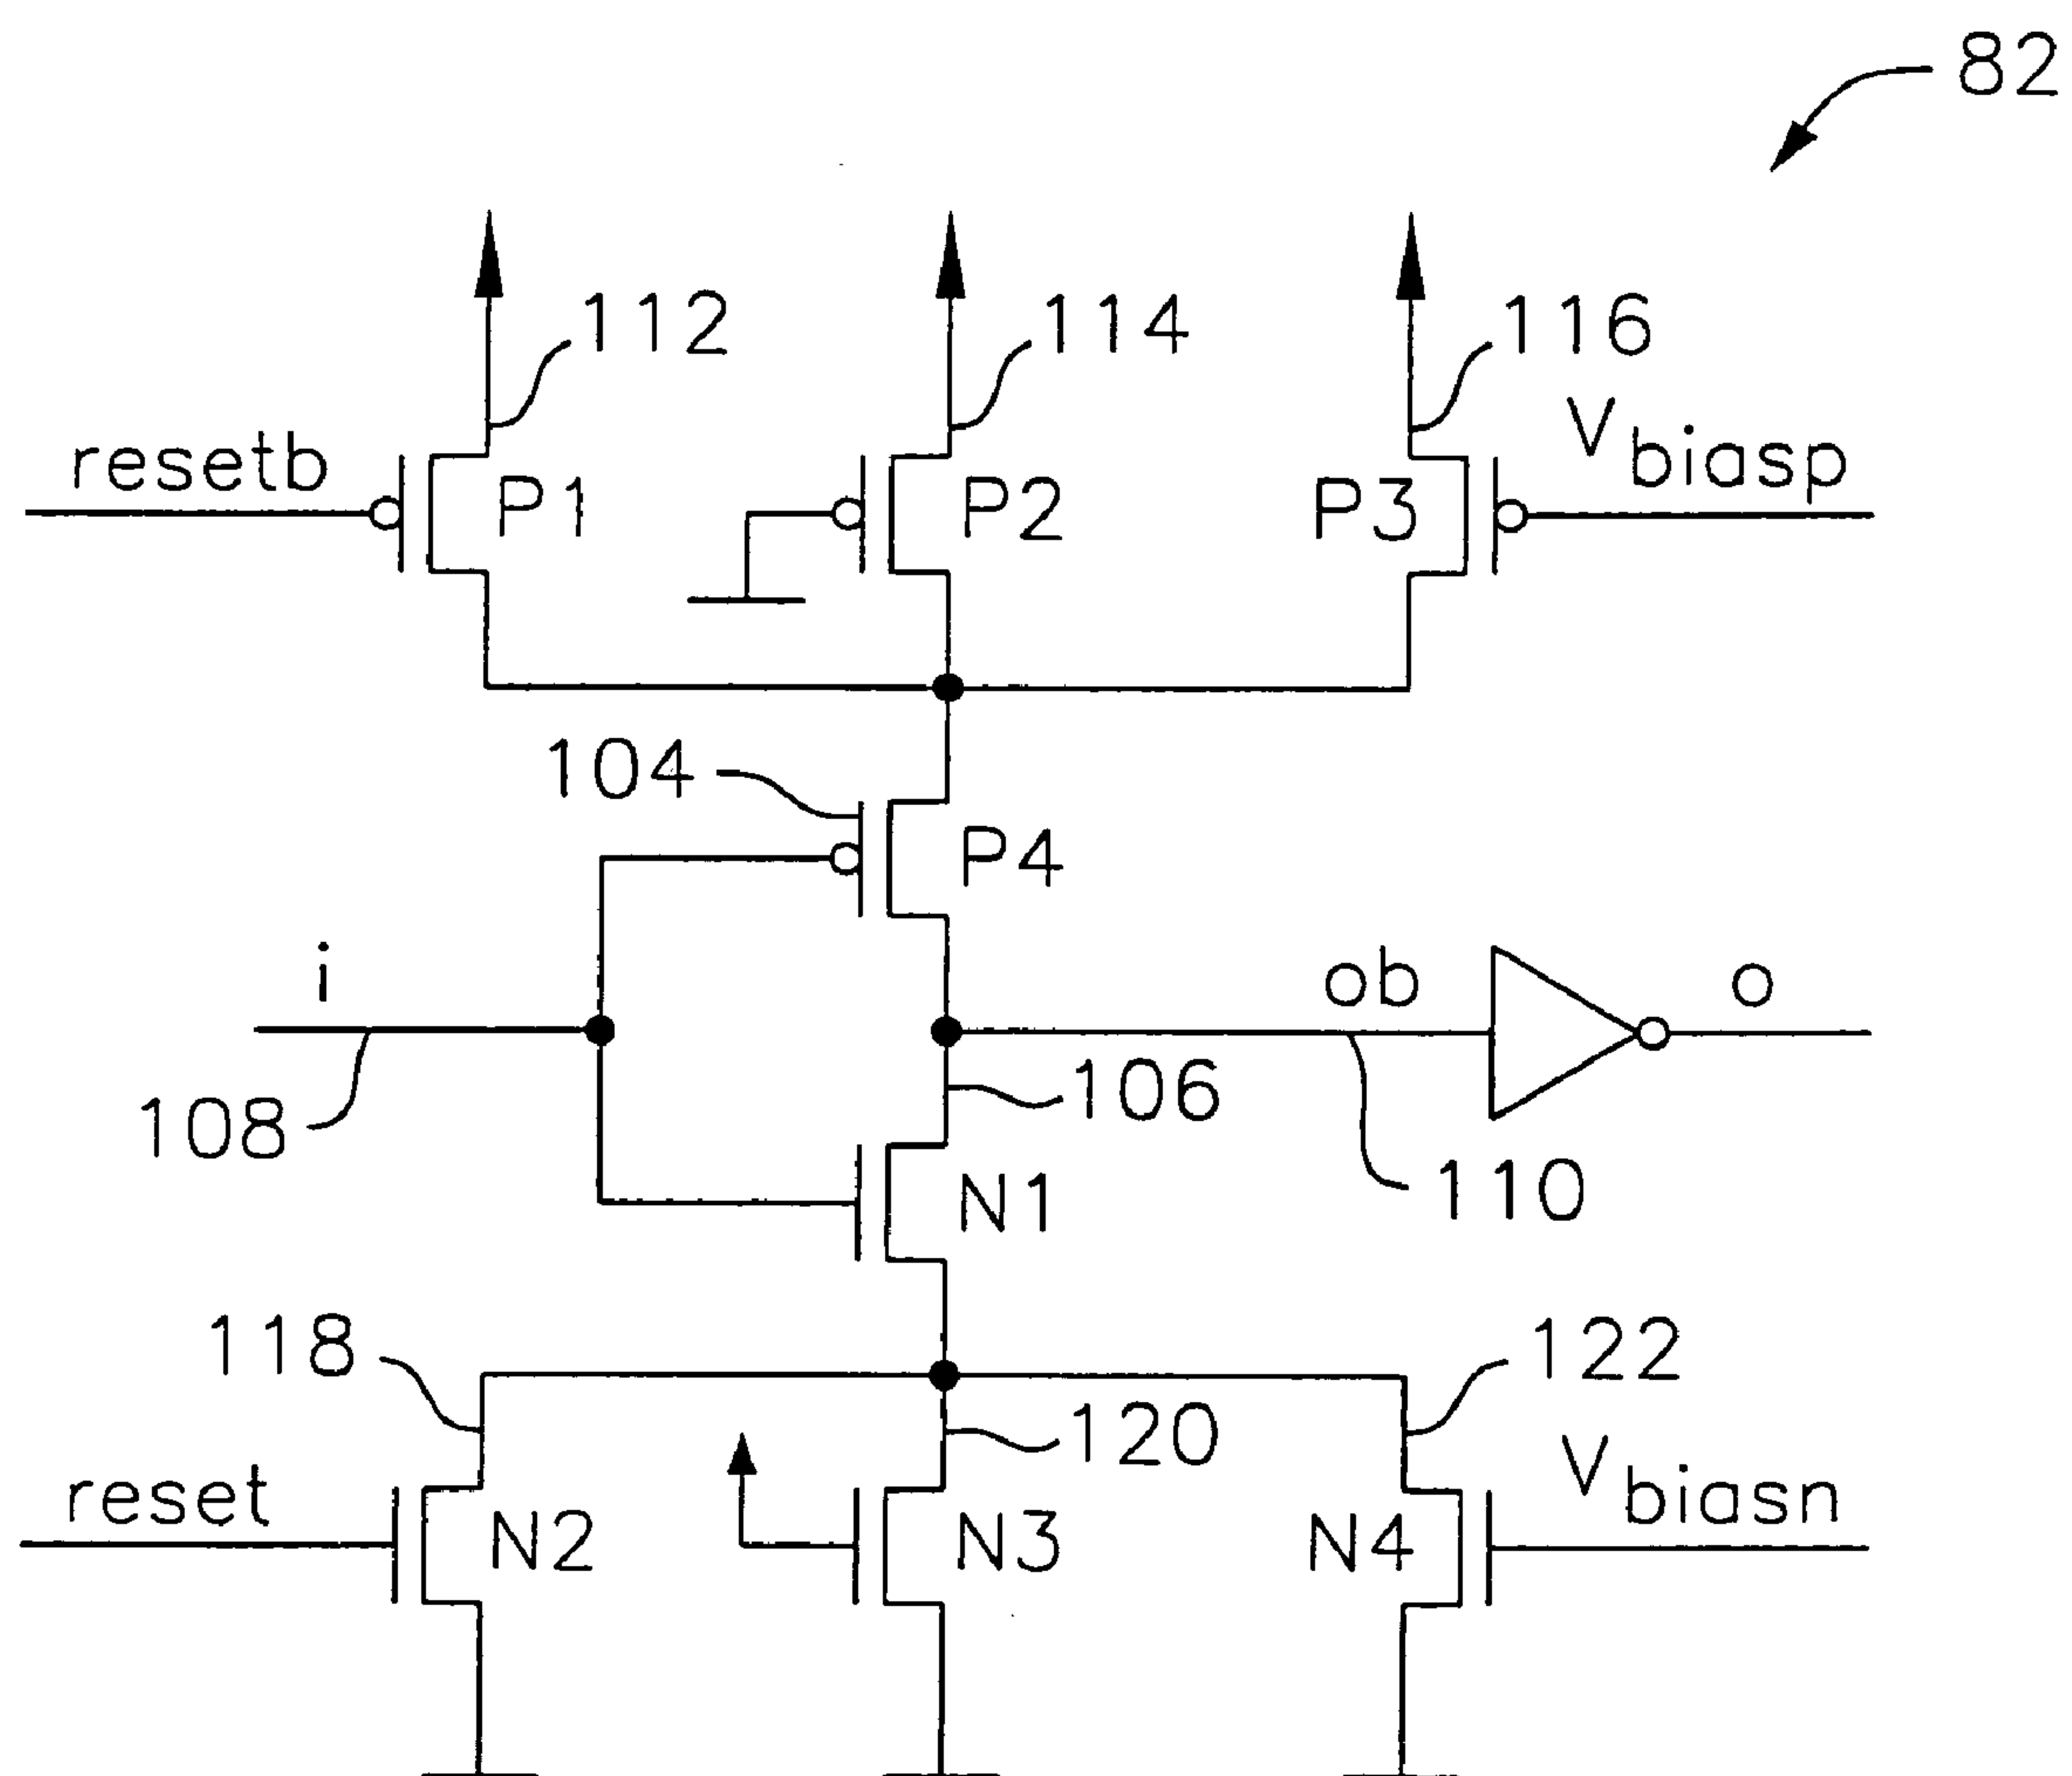 82
112
114
116
resetb
P1
P2
P3
Vbiasp
104
P4
i
ob
o
108
106
110
N1
118
122
120
reset
N2
N3
N4
Vbiasn